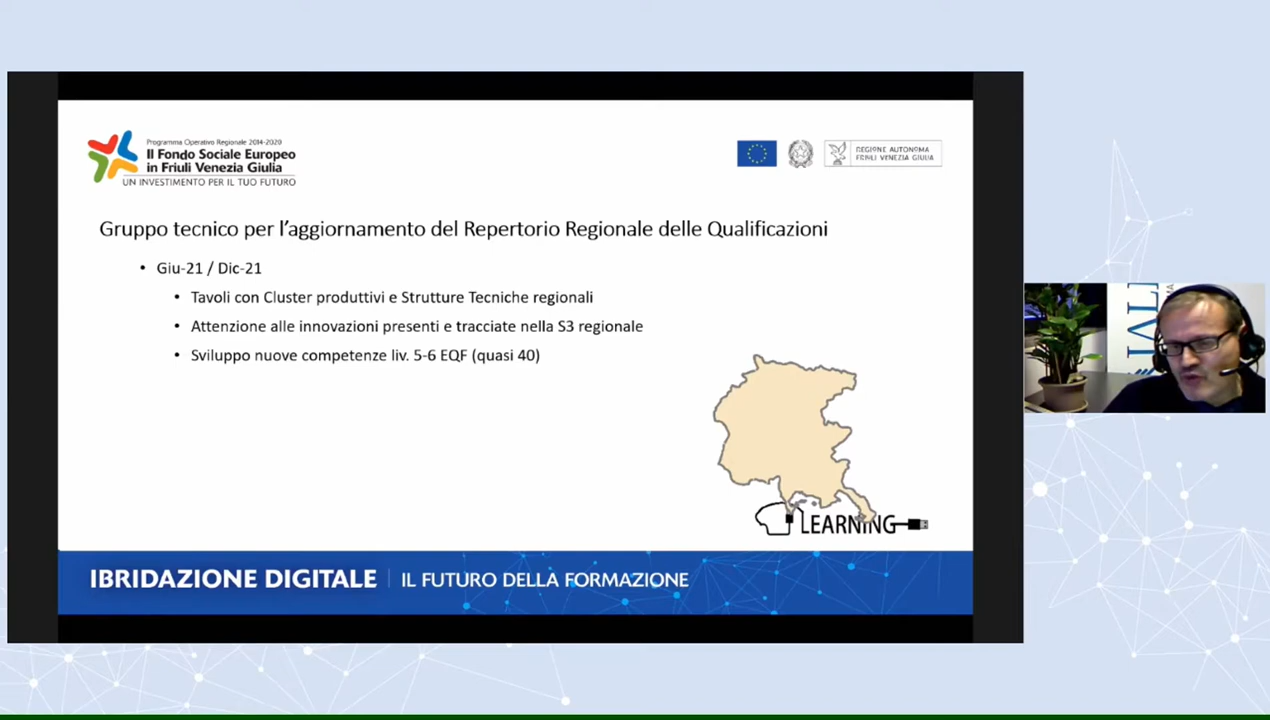 Programma Operativo Regionale 2014-2020
Il Fondo Sociale Europeo
in Friuli Venezia Giulia
UN INVESTIMENTO PER IL TUO FUTURO
REGIONE AUTONOMA
FRIULI VENEZIA GIULIA
Gruppo tecnico per l’aggiornamento del Repertorio Regionale delle Qualificazioni
• Giu-21 / Dic-21
• Tavoli con Cluster produttivi e Strutture Tecniche regionali
• Attenzione alle innovazioni presenti e tracciate nella S3 regionale
• Sviluppo nuove competenze liv. 5-6 EQF (quasi 40)
LEARNING
IBRIDAZIONE DIGITALE | IL FUTURO DELLA FORMAZIONE